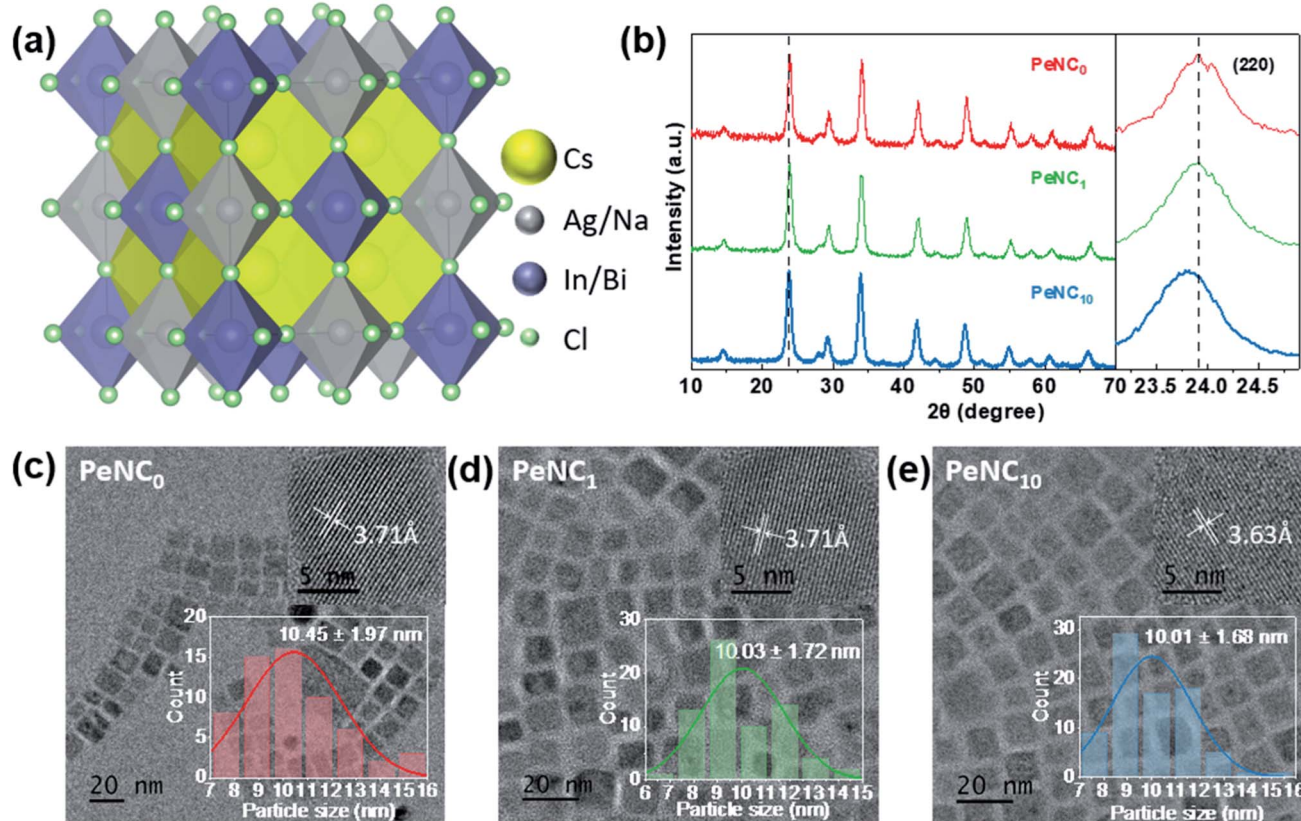 (a)
Cs
Ag/Na
In/Bi
Cl
(b)
Intensity (a.u.)
PeNC₀
PeNC₁
PeNC₁₀
(220)
10 20 30 40 50 60 70 23.5 24.0 24.5
2θ (degree)
(c)
PeNC₀
3.71Å
5 nm
20
15
10
5
0
Count
10.45 ± 1.97 nm
7 8 9 10 11 12 13 14 15 16
Particle size (nm)
20 nm
(d)
PeNC₁
3.71Å
5 nm
30
20
10
0
Count
10.03 ± 1.72 nm
6 7 8 9 10 11 12 13 14 15
Particle size (nm)
20 nm
(e)
PeNC₁₀
3.63Å
5 nm
30
20
10
0
Count
10.01 ± 1.68 nm
7 8 9 10 11 12 13 14 15 16
Particle size (nm)
20 nm